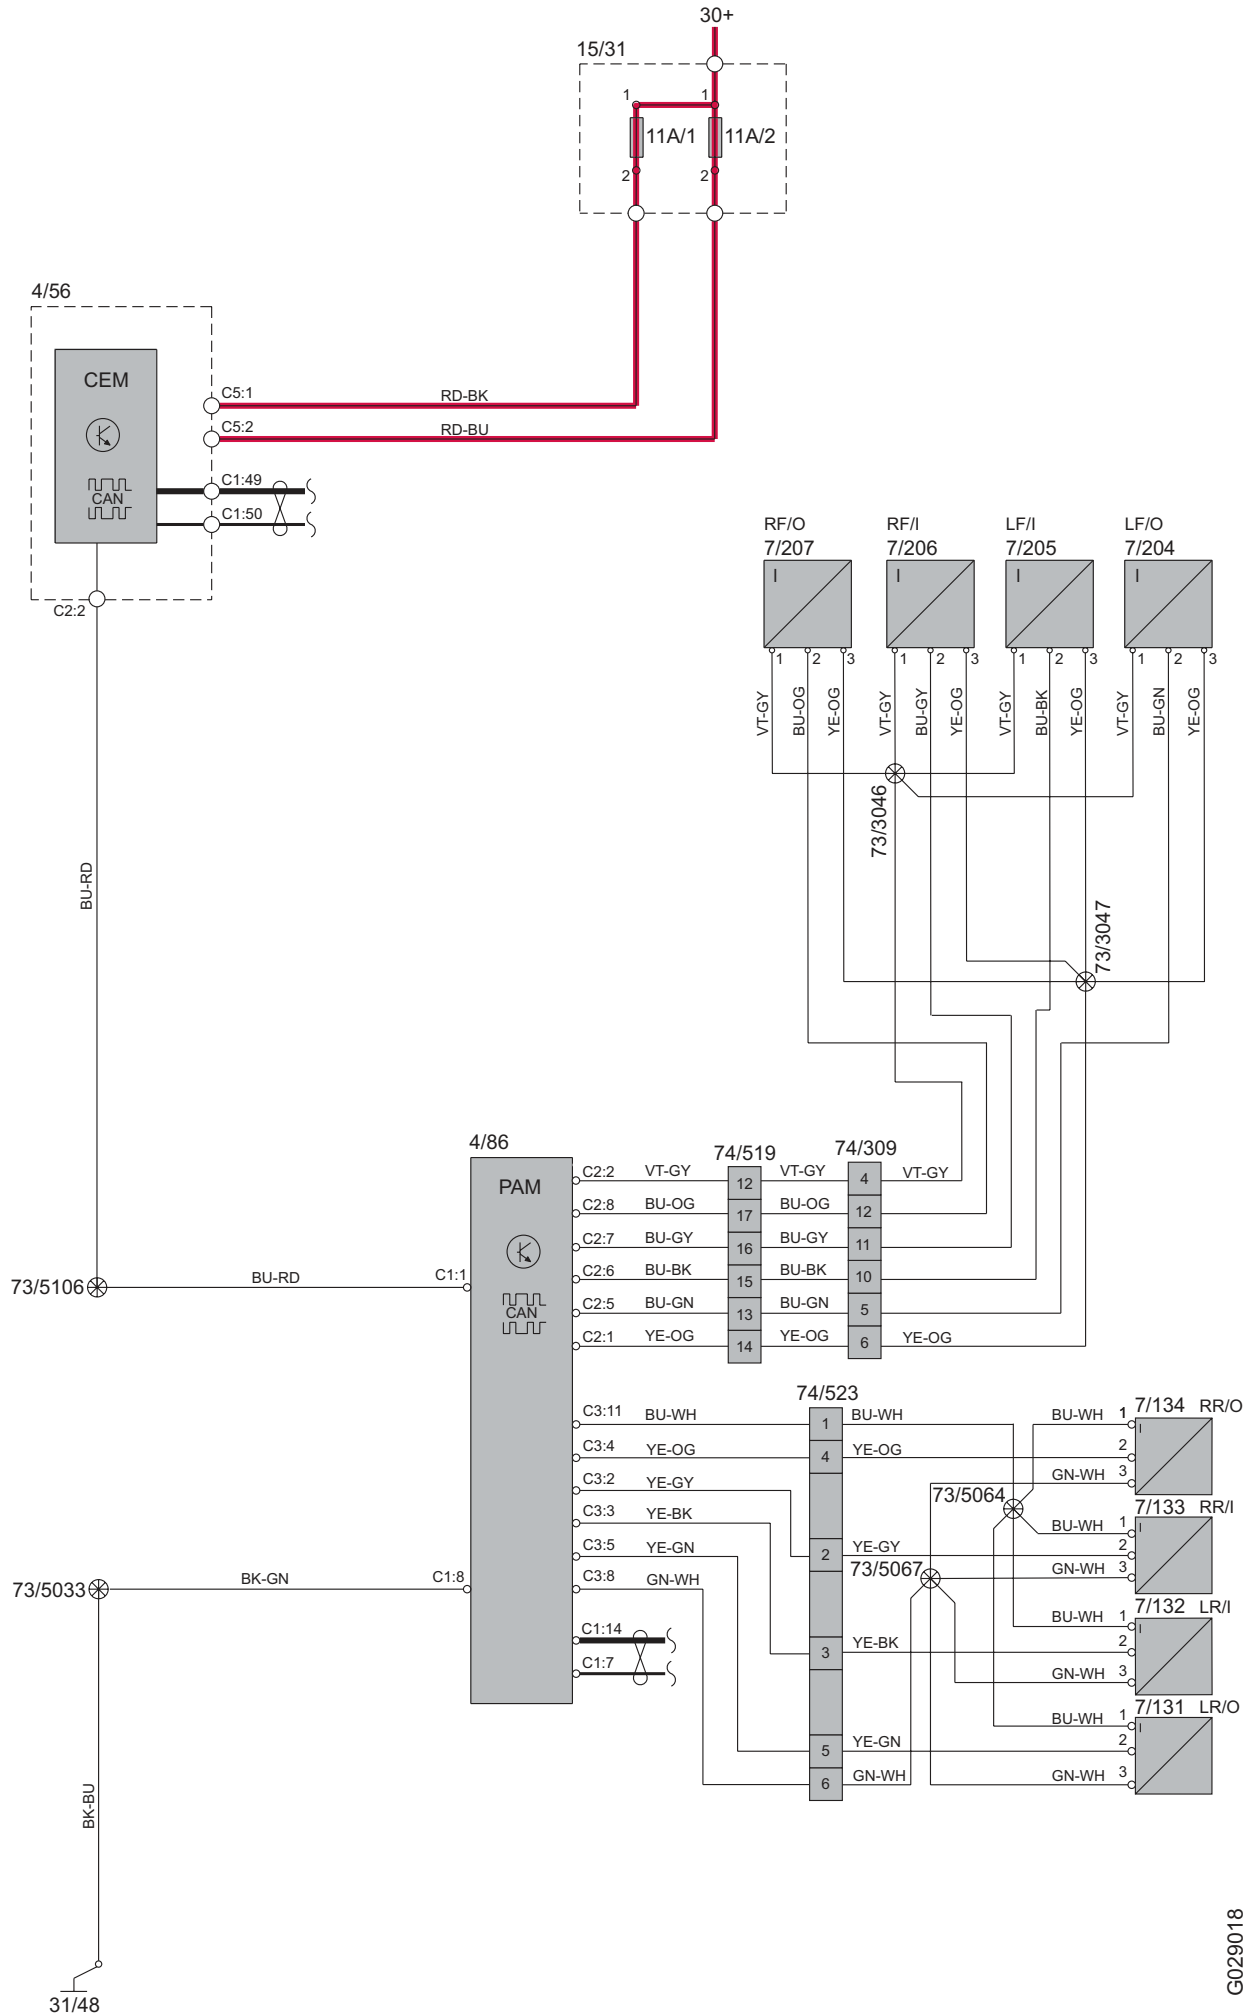 30+
15/31
1
1
11A/1
11A/2
2
2
4/56
CEM
C5:1
RD-BK
C5:2
RD-BU
C1:49
CAN
C1:50
C2:2
RF/O
RF/I
LF/I
LF/O
7/207
7/206
7/205
7/204
I
I
I
I
1 2 3
1 2 3
1 2 3
1 2 3
VT-GY
BU-OG
YE-OG
VT-GY
BU-GY
YE-OG
VT-GY
BU-BK
YE-OG
VT-GY
BU-GN
YE-OG
73/3046
BU-RD
73/3047
4/86
74/519
74/309
PAM
C2:2 VT-GY 12 VT-GY 4 VT-GY
C2:8 BU-OG 17 BU-OG 12
C2:7 BU-GY 16 BU-GY 11
C2:6 BU-BK 15 BU-BK 10
73/5106
BU-RD
C1:1
CAN
C2:5 BU-GN 13 BU-GN 5
C2:1 YE-OG 14 YE-OG 6 YE-OG
74/523
7/134 RR/O
C3:11 BU-WH 1 BU-WH
BU-WH 1
I
C3:4 YE-OG 4 YE-OG
2
C3:2 YE-GY
GN-WH 3
73/5064
7/133 RR/I
C3:3 YE-BK
BU-WH 1
I
C3:5 YE-GN
2 YE-GY
2
73/5067
GN-WH 3
73/5033
BK-GN
C1:8
C3:8 GN-WH
7/132 LR/I
C1:14
BU-WH 1
I
3 YE-BK
2
C1:7
GN-WH 3
7/131 LR/O
BU-WH 1
I
5 YE-GN
2
6 GN-WH
GN-WH 3
BK-BU
31/48
G029018